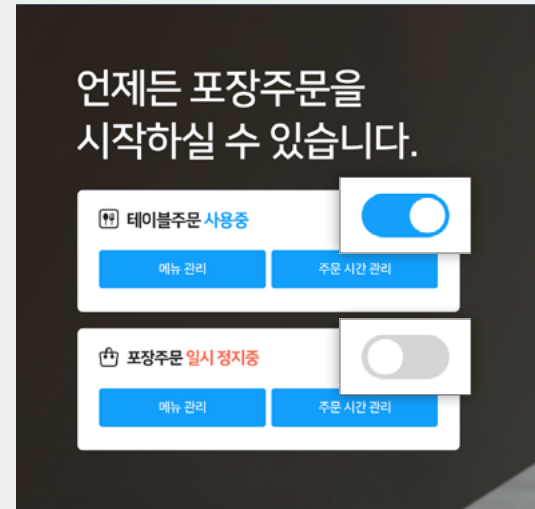 언제든 포장주문을
시작하실 수 있습니다.
테이블주문 사용중
메뉴 관리 주문 시간 관리
포장주문 일시 정지중
메뉴 관리 주문 시간 관리